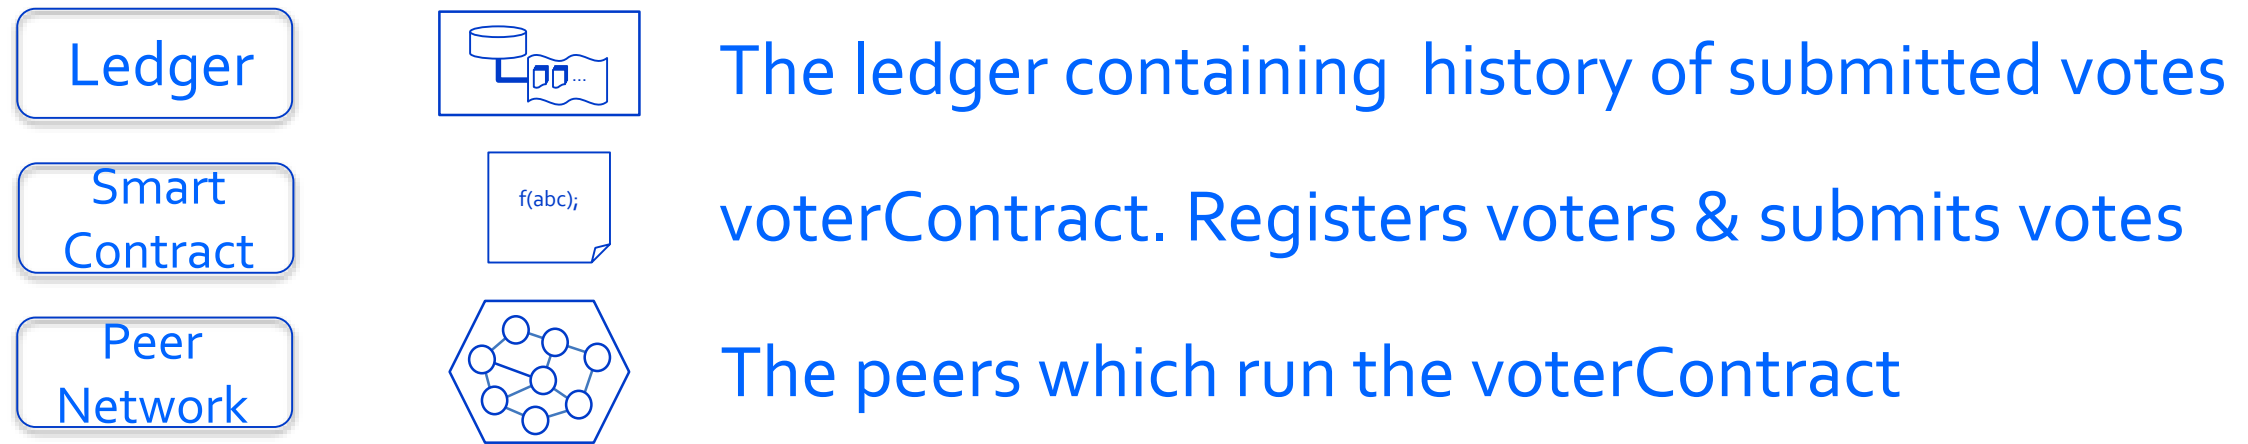 Ledger
...
The ledger containing  history of submitted votes
Smart
Contract
f(abc);
voterContract. Registers voters & submits votes
Peer
Network
The peers which run the voterContract